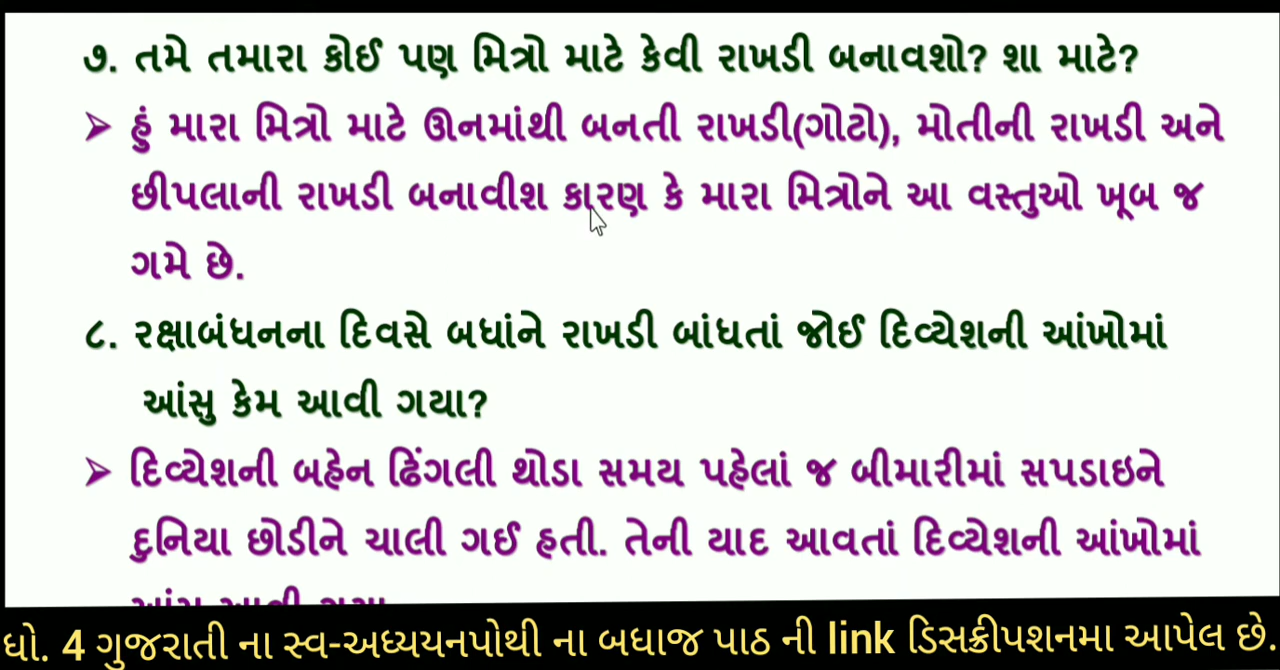 ૭. તમે તમારા કોઈ પણ મિત્રો માટે કેવી રાખડી બનાવશો? શા માટે?
➢ હું મારા મિત્રો માટે ઊનમાંથી બનતી રાખડી(ગોટો), મોતીની રાખડી અને
છીપલાની રાખડી બનાવીશ કારણ કે મારા મિત્રોને આ વસ્તુઓ ખૂબ જ
ગમે છે.
૮. રક્ષાબંધનના દિવસે બધાંને રાખડી બાંધતાં જોઈ દિવ્યેશની આંખોમાં
આંસુ કેમ આવી ગયા?
➢ દિવ્યેશની બહેન ઢિંગલી થોડા સમય પહેલાં જ બીમારીમાં સપડાઇને
દુનિયા છોડીને ચાલી ગઈ હતી. તેની યાદ આવતાં દિવ્યેશની આંખોમાં
ધો. 4 ગુજરાતી ના સ્વ-અધ્યયનપોથી ના બધાજ પાઠ ની link ડિસક્રીપશનમા આપેલ છે.